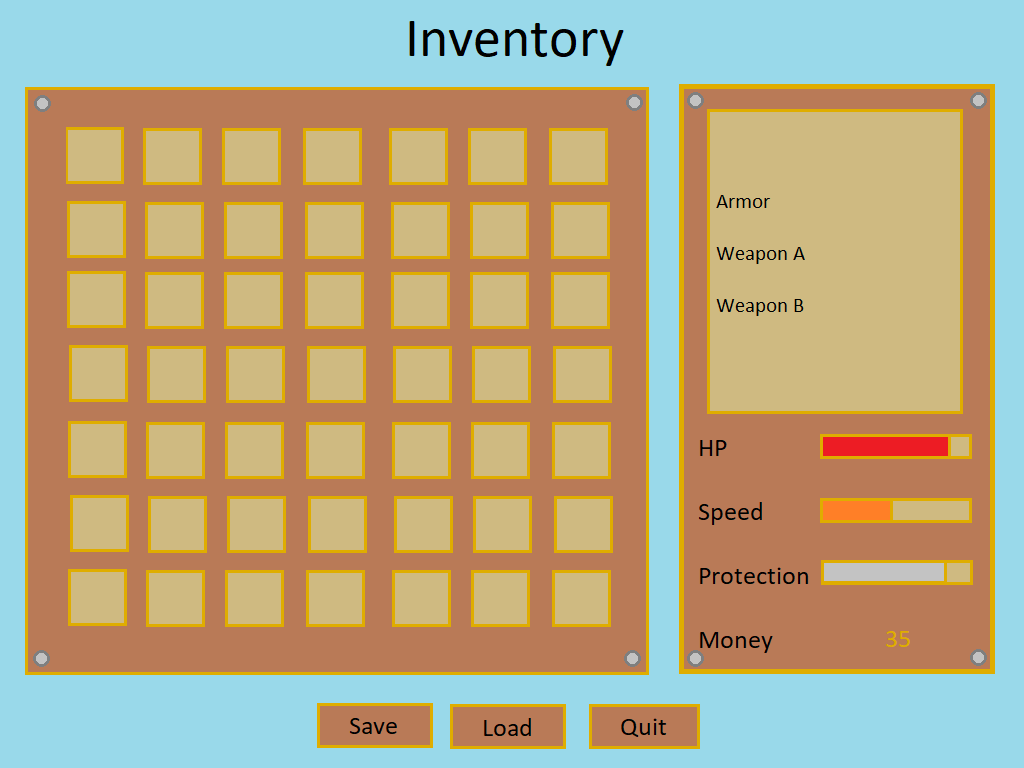 Inventory
Armor
Weapon A
Weapon B
HP
Speed
Protection
Money 35
Save Load Quit